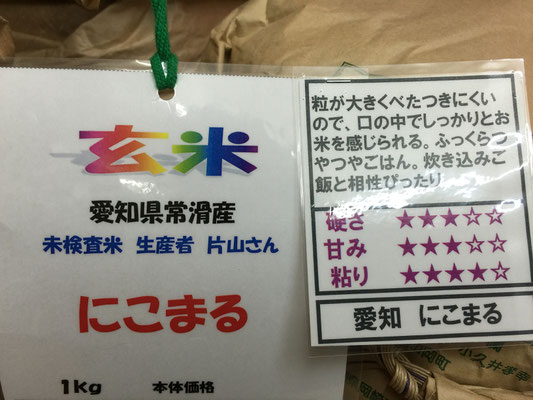 玄米
愛知県常滑産
未検査米 生産者 片山さん
にこまる
1kg 本体価格
粒が大きくべたつきにくい
ので、口の中でしっかりとお
米を感じられる。ふっくらつ
やつやごはん。炊き込みご
飯と相性ぴったり
硬さ ★★★☆☆
甘み ★★★☆☆
粘り ★★★★☆
愛知 にこまる